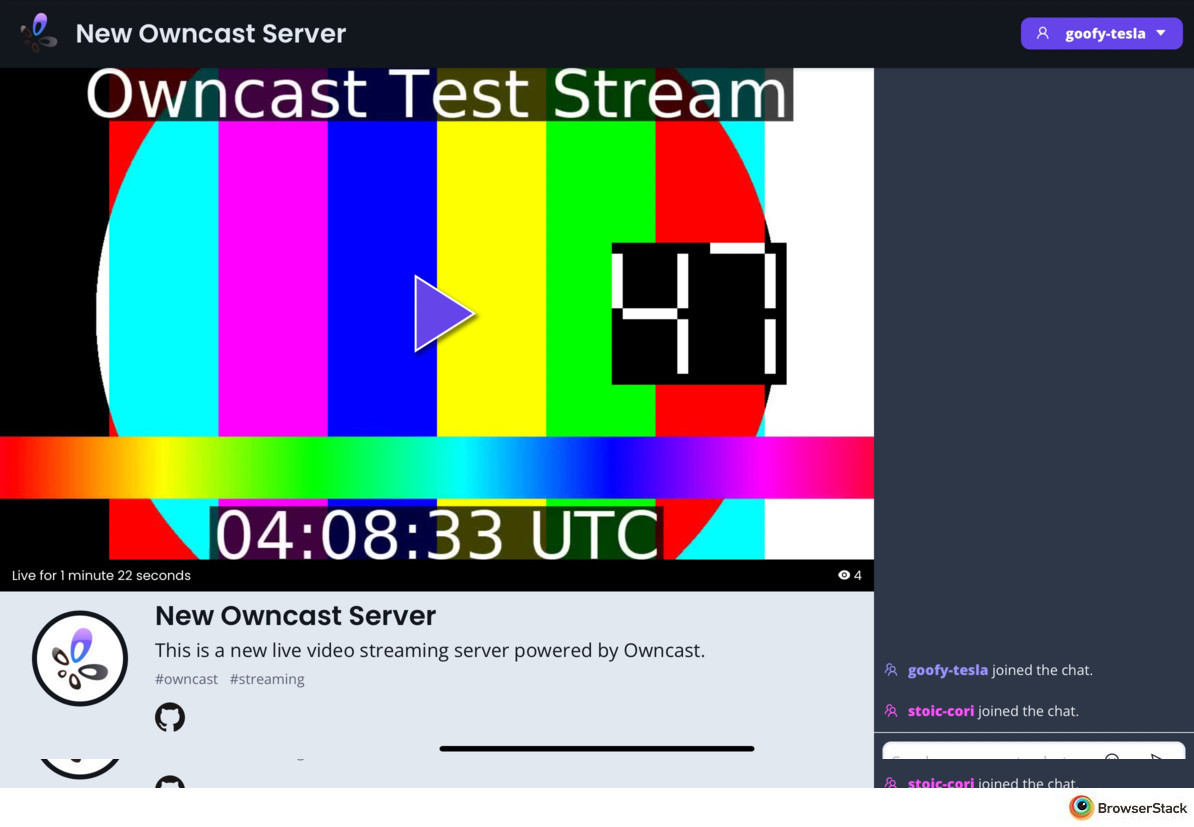 New Owncast Server
goofy-tesla
Owncast Test Stream
47
04:08:33 UTC
Live for 1 minute 22 seconds
4
New Owncast Server
This is a new live video streaming server powered by Owncast.
#owncast #streaming
goofy-tesla joined the chat.
stoic-cori joined the chat.
stoic-cori joined the chat.
BrowserStack